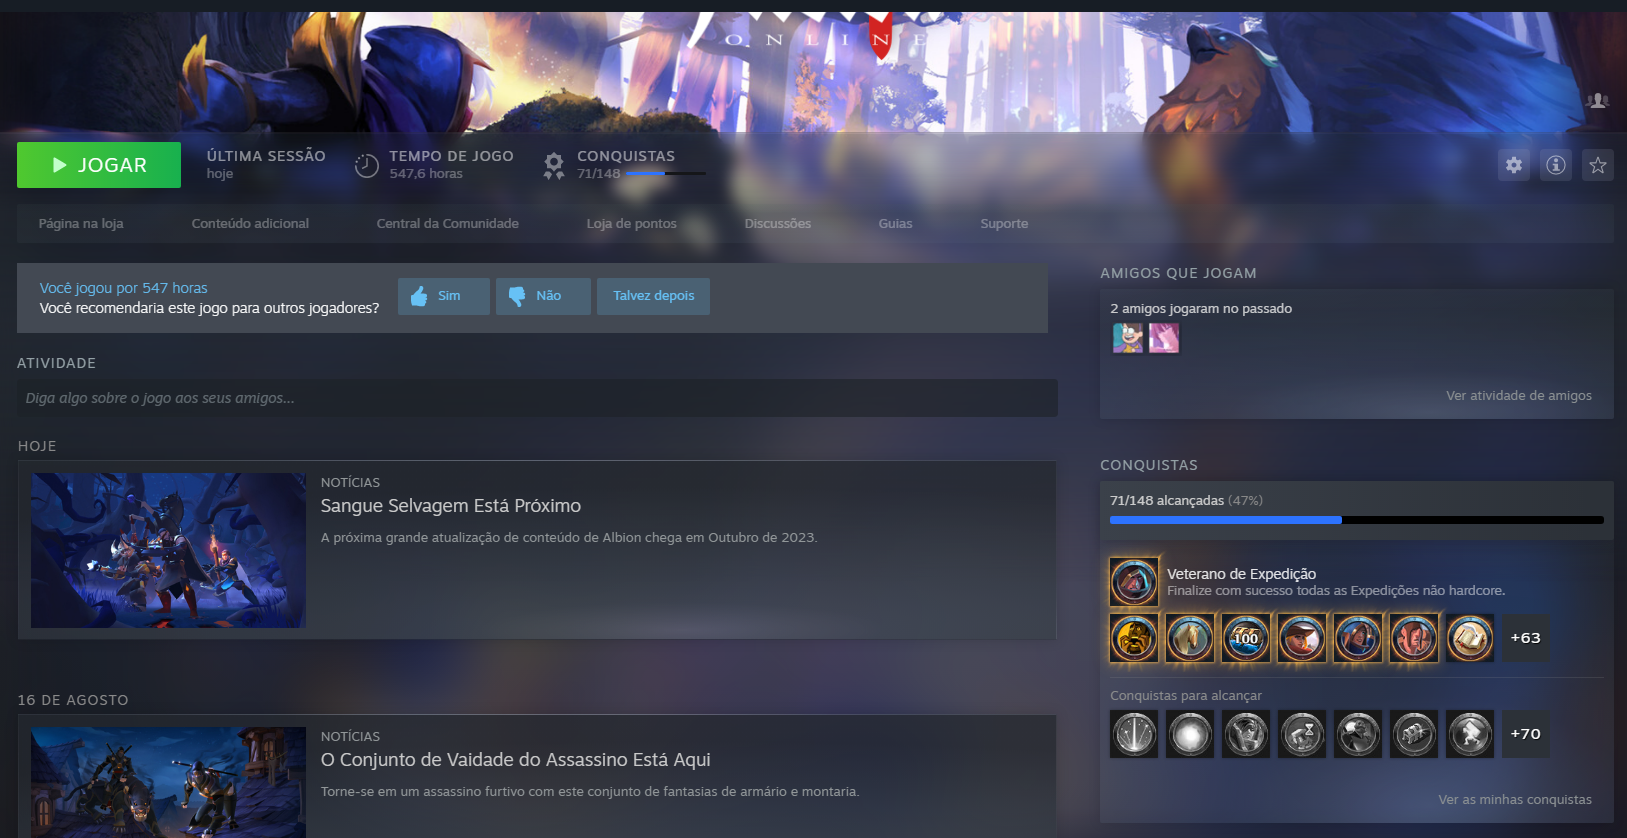 ONLINE
JOGAR
ÚLTIMA SESSÃO
hoje
TEMPO DE JOGO
547,6 horas
CONQUISTAS
71/148
Página na loja
Conteúdo adicional
Central da Comunidade
Loja de pontos
Discussões
Guias
Suporte
Você jogou por 547 horas
Você recomendaria este jogo para outros jogadores?
Sim
Não
Talvez depois
ATIVIDADE
Diga algo sobre o jogo aos seus amigos...
HOJE
NOTÍCIAS
Sangue Selvagem Está Próximo
A próxima grande atualização de conteúdo de Albion chega em Outubro de 2023.
16 DE AGOSTO
NOTÍCIAS
O Conjunto de Vaidade do Assassino Está Aqui
Torne-se em um assassino furtivo com este conjunto de fantasias de armário e montaria.
AMIGOS QUE JOGAM
2 amigos jogaram no passado
Ver atividade de amigos
CONQUISTAS
71/148 alcançadas (47%)
Veterano de Expedição
Finalize com sucesso todas as Expedições não hardcore.
100
+63
Conquistas para alcançar
+70
Ver as minhas conquistas